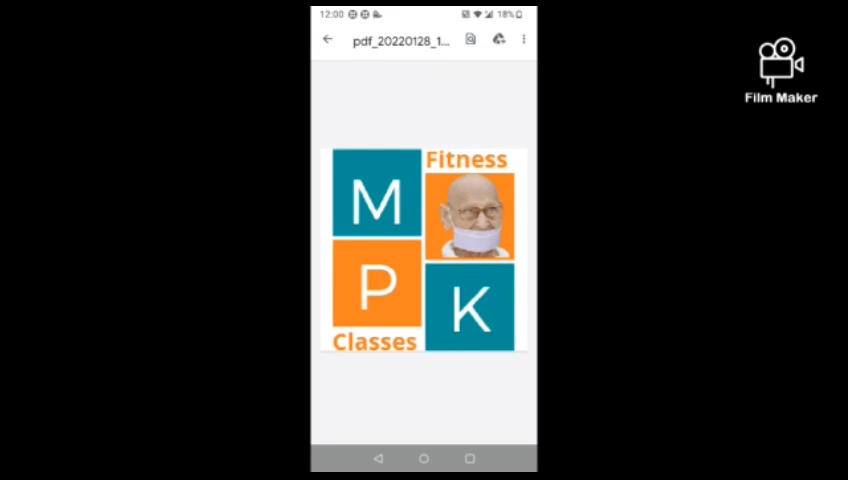 12:00
18%
pdf_20220128_1...
Film Maker
Fitness
M
P
K
Classes